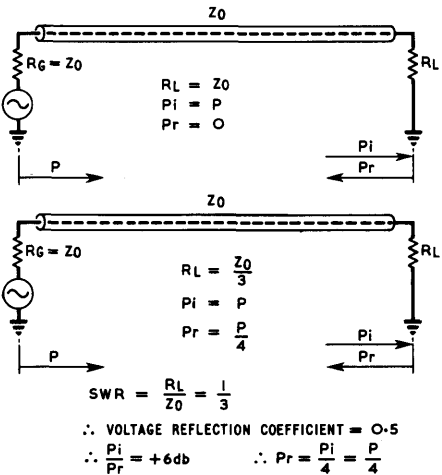 Z0
RG = Z0
RL
RL = Z0
Pi = P
Pr = 0
P
Pi
Pr
Z0
RG = Z0
RL
RL = Z0/3
Pi = P
Pr = P/4
P
Pi
Pr
SWR = RL/Z0 = 1/3
∴ VOLTAGE REFLECTION COEFFICIENT = 0·5
∴ Pi/Pr = +6db ∴ Pr = Pi/4 = P/4